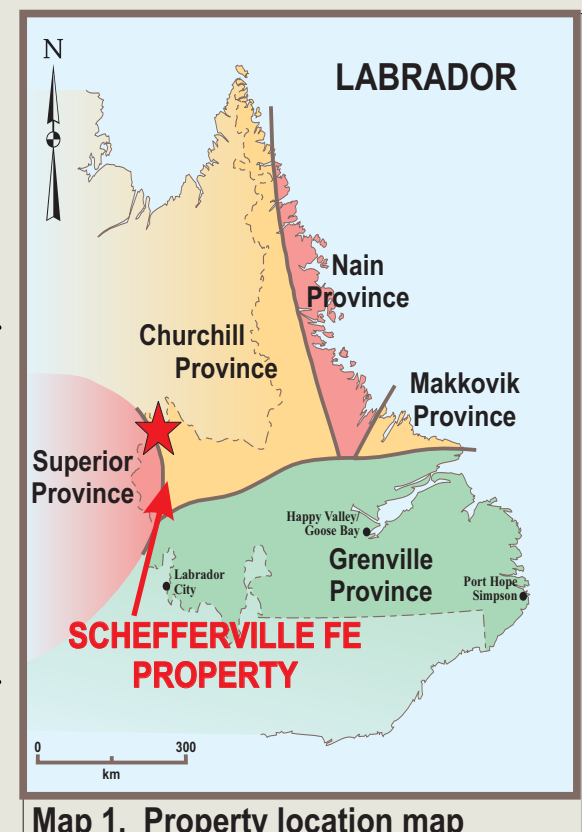 N
LABRADOR
Nain
Province
Churchill
Province
Makkovik
Province
Superior
Province
Happy Valley/
Goose Bay
Grenville
Province
Labrador
City
Port Hope
Simpson
SCHEFFERVILLE FE
PROPERTY
0 300
km
Map 1. Property location map